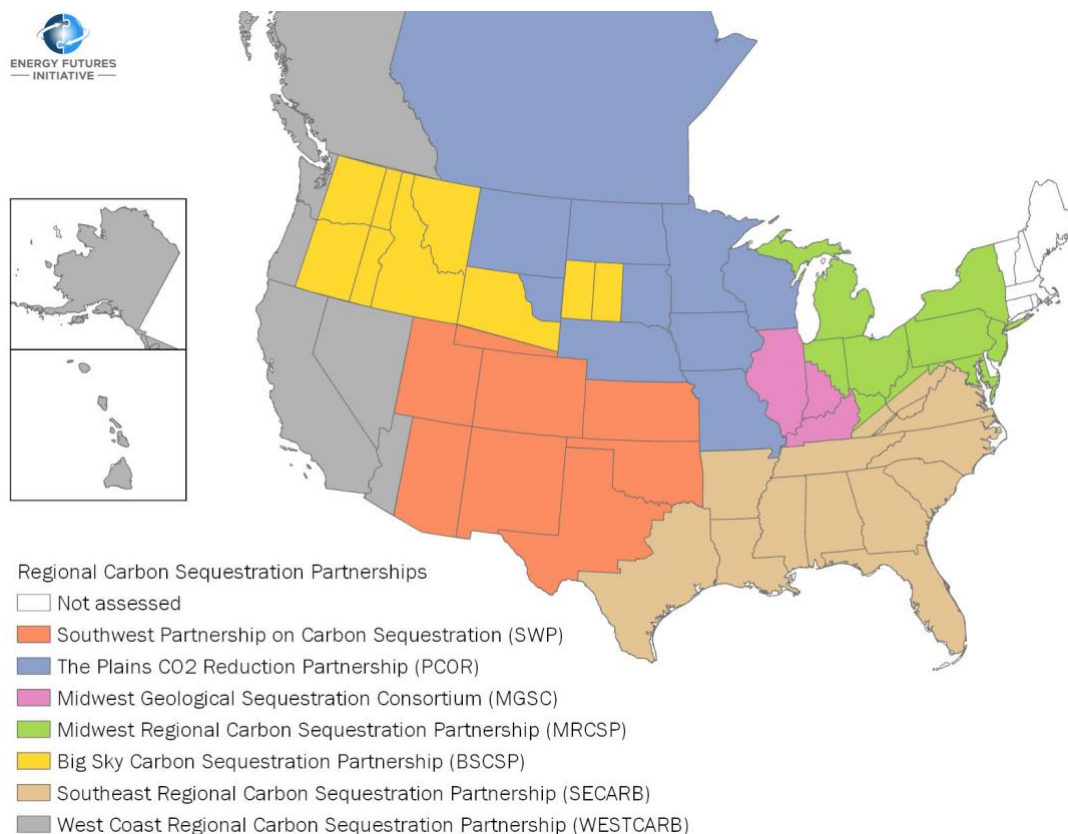 ENERGY FUTURES
INITIATIVE
Regional Carbon Sequestration Partnerships
Not assessed
Southwest Partnership on Carbon Sequestration (SWP)
The Plains CO2 Reduction Partnership (PCOR)
Midwest Geological Sequestration Consortium (MGSC)
Midwest Regional Carbon Sequestration Partnership (MRCSP)
Big Sky Carbon Sequestration Partnership (BSCSP)
Southeast Regional Carbon Sequestration Partnership (SECARB)
West Coast Regional Carbon Sequestration Partnership (WESTCARB)